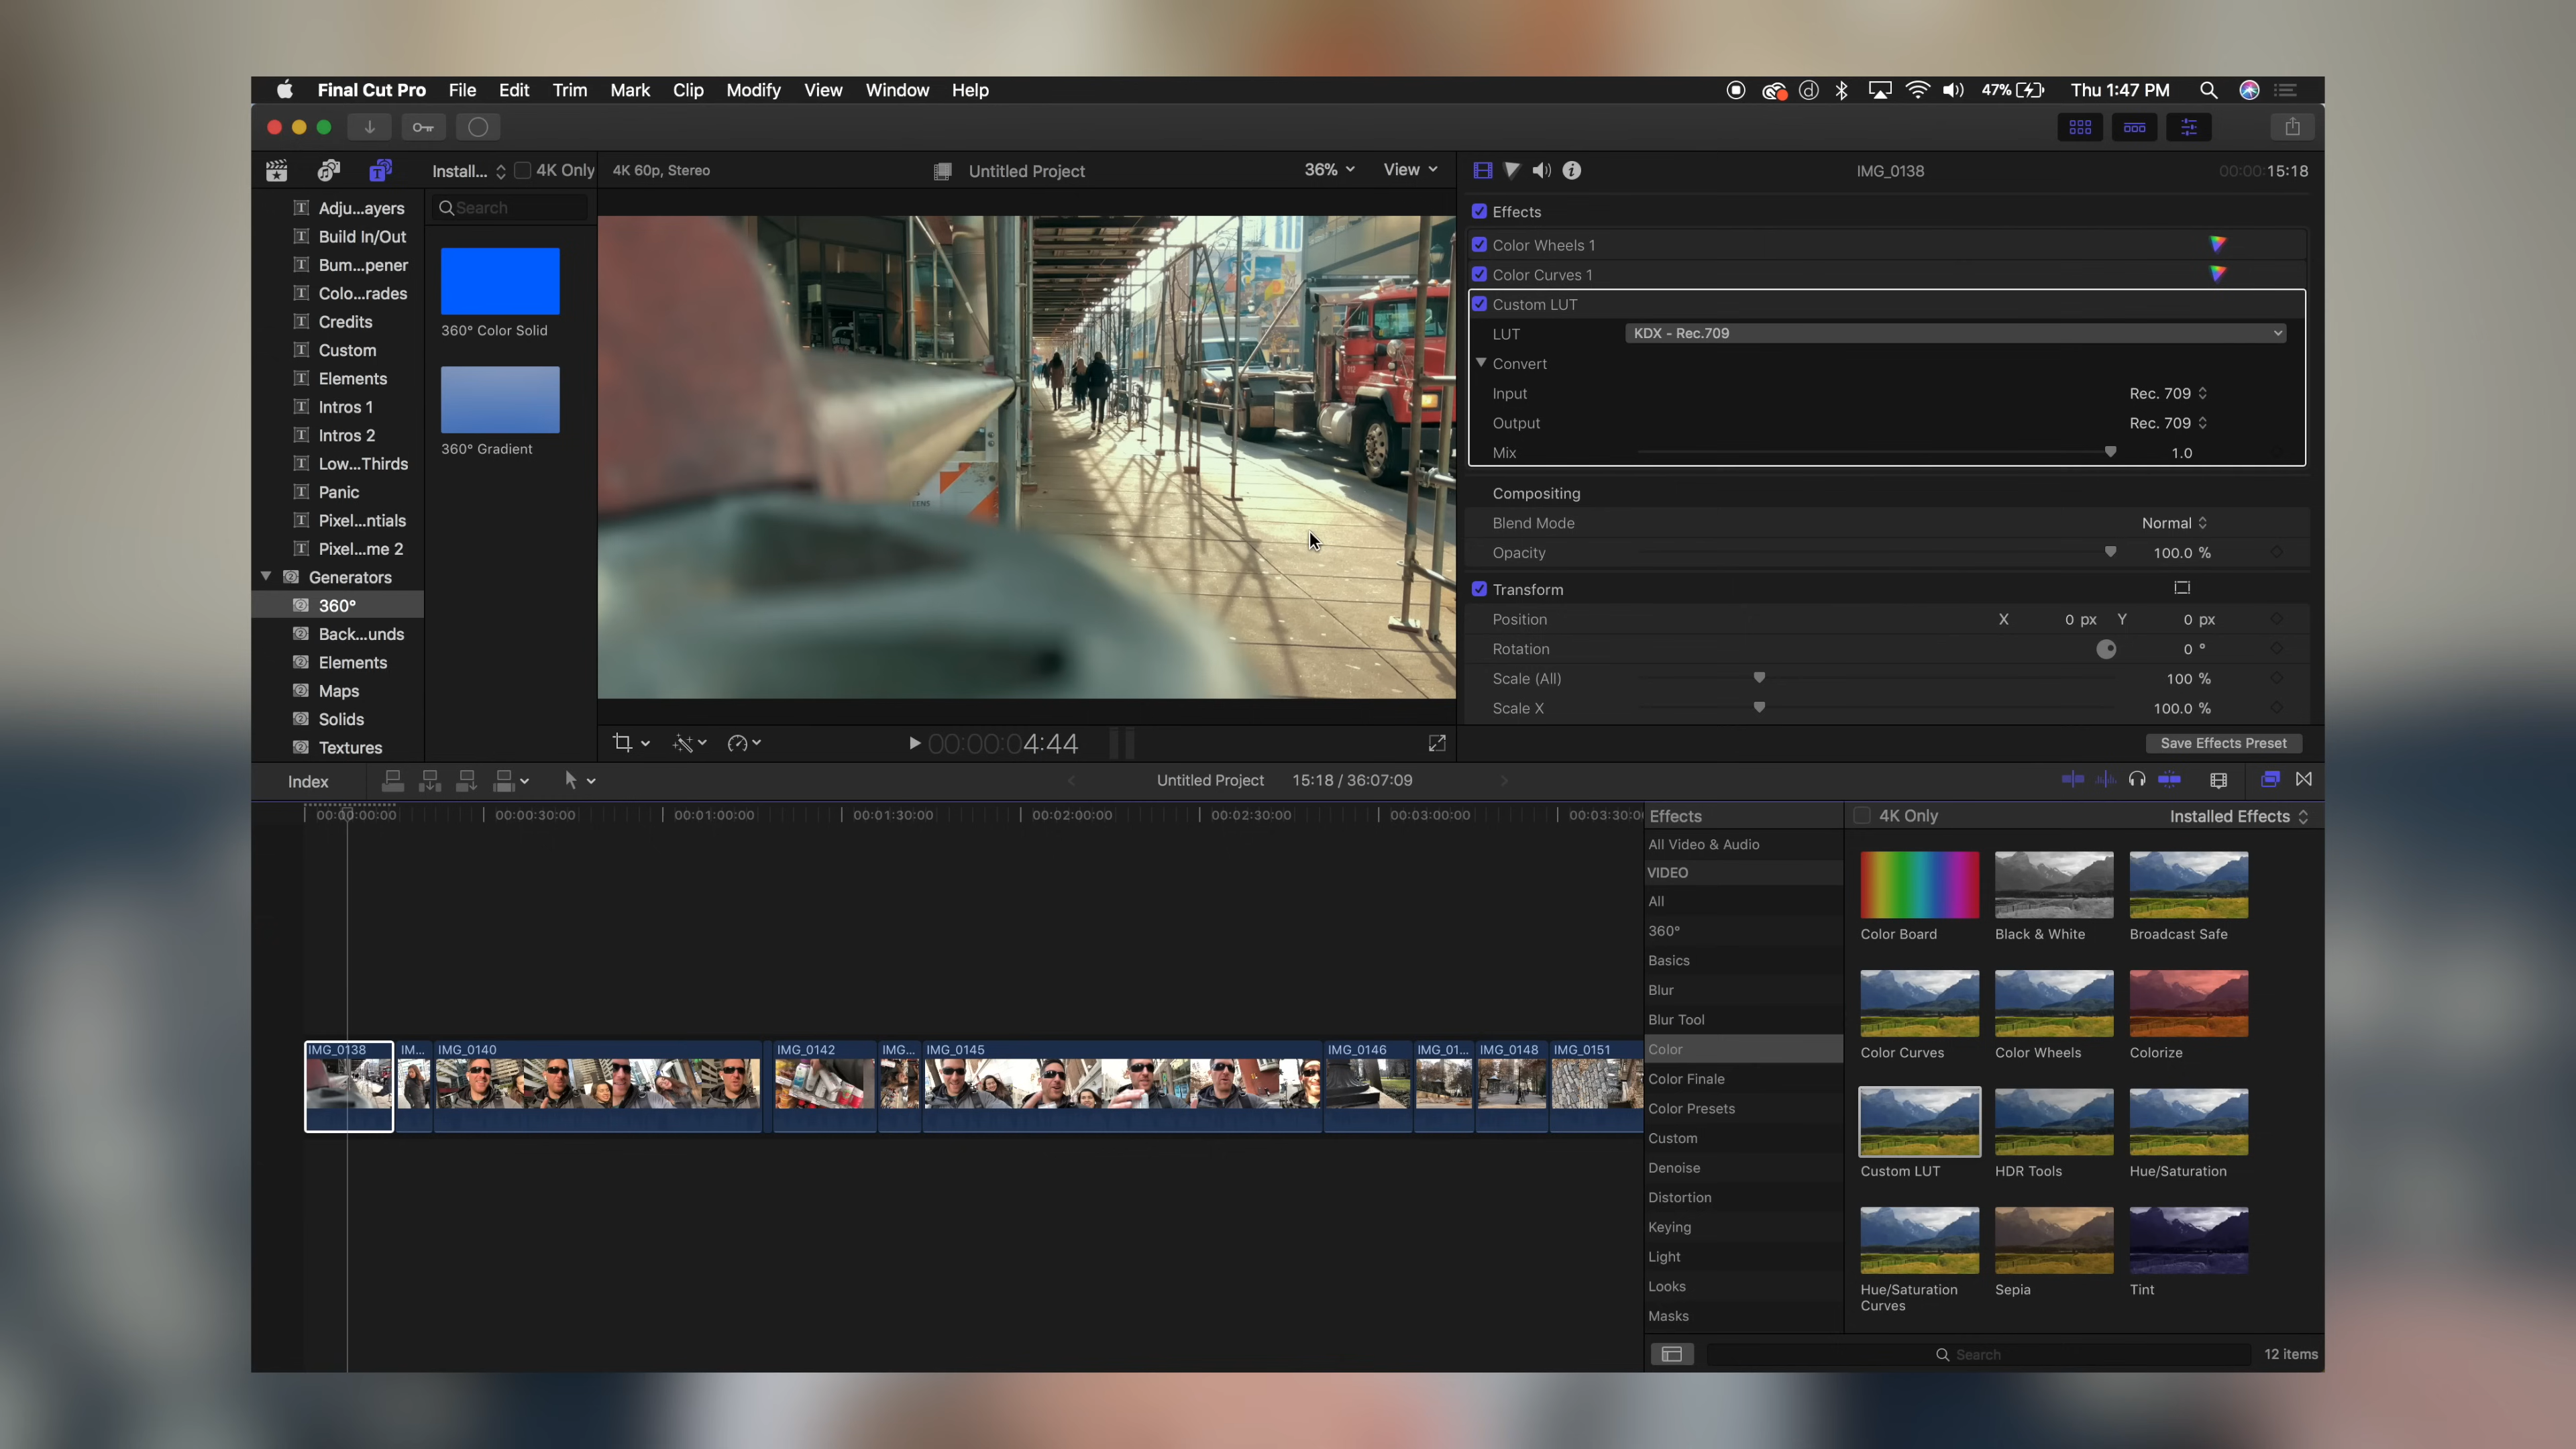 Final Cut Pro File Edit Trim Mark Clip Modify View Window Help 47% Thu 1:47 PM
Install... 4K Only 4K 60p, Stereo Untitled Project 36% View IMG_0138 00:00:15:18
Search
Adju...ayers
Build In/Out
Bum...pener
Colo...rades
Credits
Custom
Elements
Intros 1
Intros 2
Low...Thirds
Panic
Pixel...ntials
Pixel...me 2
Generators
360°
Back...unds
Elements
Maps
Solids
Textures
360° Color Solid
360° Gradient
Effects
Color Wheels 1
Color Curves 1
Custom LUT
LUT KDX - Rec.709
Convert
Input Rec. 709
Output Rec. 709
Mix 1.0
Compositing
Blend Mode Normal
Opacity 100.0 %
Transform
Position X 0 px Y 0 px
Rotation 0 °
Scale (All) 100 %
Scale X 100.0 %
00:00:04:44
Save Effects Preset
Index Untitled Project 15:18 / 36:07:09
00:00:00:00 00:00:30:00 00:01:00:00 00:01:30:00 00:02:00:00 00:02:30:00 00:03:00:00 00:03:30:00
IMG_0138 IM... IMG_0140 IMG_0142 IMG... IMG_0145 IMG_0146 IMG_01... IMG_0148 IMG_0151
Effects
All Video & Audio
VIDEO
All
360°
Basics
Blur
Blur Tool
Color
Color Finale
Color Presets
Custom
Denoise
Distortion
Keying
Light
Looks
Masks
4K Only Installed Effects
Color Board Black & White Broadcast Safe
Color Curves Color Wheels Colorize
Custom LUT HDR Tools Hue/Saturation
Hue/Saturation Curves Sepia Tint
Search 12 items